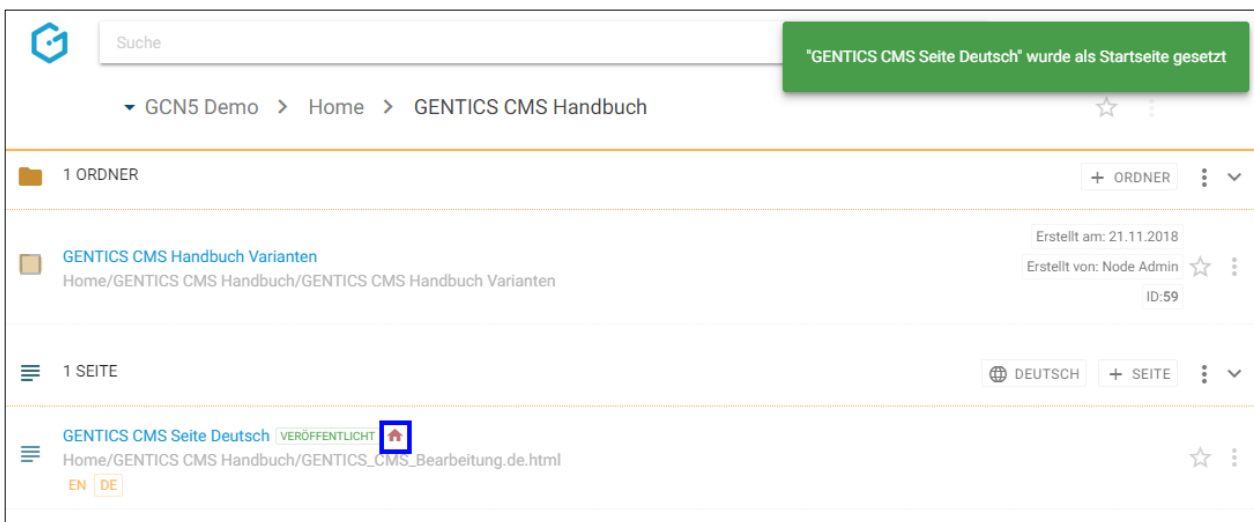 Suche
"GENTICS CMS Seite Deutsch" wurde als Startseite gesetzt
GCN5 Demo > Home > GENTICS CMS Handbuch
1 ORDNER
+ ORDNER
GENTICS CMS Handbuch Varianten
Home/GENTICS CMS Handbuch/GENTICS CMS Handbuch Varianten
Erstellt am: 21.11.2018
Erstellt von: Node Admin
ID:59
1 SEITE
DEUTSCH
+ SEITE
GENTICS CMS Seite Deutsch VERÖFFENTLICHT
Home/GENTICS CMS Handbuch/GENTICS_CMS_Bearbeitung.de.html
EN DE